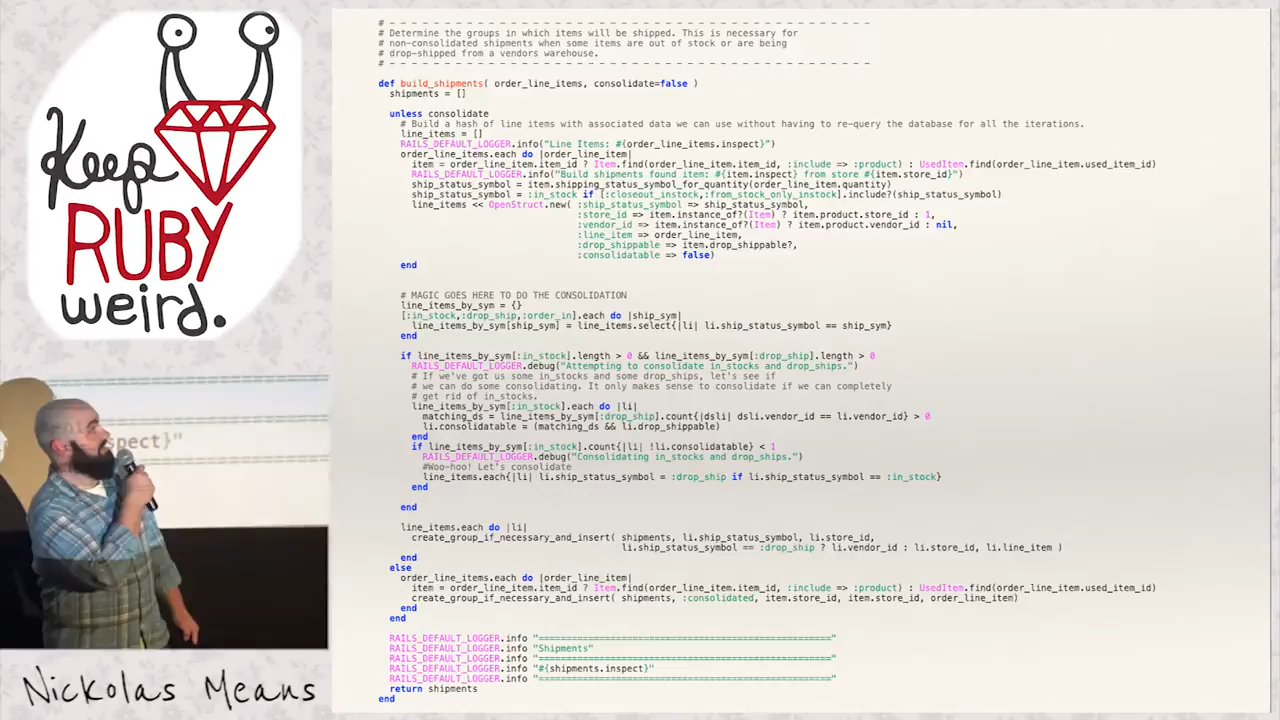 Keep
RUBY
weird.
spect}"
Nickolas Means
# - - - - - - - - - - - - - - - - - - - - - - - - - - - - - - - - - - - - - - - - - - - -
# Determine the groups in which items will be shipped. This is necessary for
# non-consolidated shipments when some items are out of stock or are being
# drop-shipped from a vendors warehouse.
# - - - - - - - - - - - - - - - - - - - - - - - - - - - - - - - - - - - - - - - - - - - -
def build_shipments( order_line_items, consolidate=false )
shipments = []
unless consolidate
# Build a hash of line items with associated data we can use without having to re-query the database for all the iterations.
line_items = []
RAILS_DEFAULT_LOGGER.info("Line Items: #{order_line_items.inspect}")
order_line_items.each do |order_line_item|
item = order_line_item.item_id ? Item.find(order_line_item.item_id, :include => :product) : UsedItem.find(order_line_item.used_item_id)
RAILS_DEFAULT_LOGGER.info("Build shipments found item: #{item.inspect} from store #{item.store_id}")
ship_status_symbol = item.shipping_status_symbol_for_quantity(order_line_item.quantity)
ship_status_symbol = :in_stock if [:closeout_instock,:from_stock_only_instock].include?(ship_status_symbol)
line_items << OpenStruct.new( :ship_status_symbol => ship_status_symbol,
:store_id => item.instance_of?(Item) ? item.product.store_id : 1,
:vendor_id => item.instance_of?(Item) ? item.product.vendor_id : nil,
:line_item => order_line_item,
:drop_shippable => item.drop_shippable?,
:consolidatable => false)
end
# MAGIC GOES HERE TO DO THE CONSOLIDATION
line_items_by_sym = {}
[:in_stock,:drop_ship,:order_in].each do |ship_sym|
line_items_by_sym[ship_sym] = line_items.select{|li| li.ship_status_symbol == ship_sym}
end
if line_items_by_sym[:in_stock].length > 0 && line_items_by_sym[:drop_ship].length > 0
RAILS_DEFAULT_LOGGER.debug("Attempting to consolidate in_stocks and drop_ships.")
# If we've got us some in_stocks and some drop_ships, let's see if
# we can do some consolidating. It only makes sense to consolidate if we can completely
# get rid of in_stocks.
line_items_by_sym[:in_stock].each do |li|
matching_ds = line_items_by_sym[:drop_ship].count{|dsli| dsli.vendor_id == li.vendor_id} > 0
li.consolidatable = (matching_ds && li.drop_shippable)
end
if line_items_by_sym[:in_stock].count{|li| !li.consolidatable} < 1
RAILS_DEFAULT_LOGGER.debug("Consolidating in_stocks and drop_ships.")
#Woo-hoo! Let's consolidate
line_items.each{|li| li.ship_status_symbol = :drop_ship if li.ship_status_symbol == :in_stock}
end
end
line_items.each do |li|
create_group_if_necessary_and_insert( shipments, li.ship_status_symbol, li.store_id,
li.ship_status_symbol == :drop_ship ? li.vendor_id : li.store_id, li.line_item )
end
else
order_line_items.each do |order_line_item|
item = order_line_item.item_id ? Item.find(order_line_item.item_id, :include => :product) : UsedItem.find(order_line_item.used_item_id)
create_group_if_necessary_and_insert( shipments, :consolidated, item.store_id, item.store_id, order_line_item)
end
end
RAILS_DEFAULT_LOGGER.info "====================================================="
RAILS_DEFAULT_LOGGER.info "Shipments"
RAILS_DEFAULT_LOGGER.info "====================================================="
RAILS_DEFAULT_LOGGER.info "#{shipments.inspect}"
RAILS_DEFAULT_LOGGER.info "====================================================="
return shipments
end